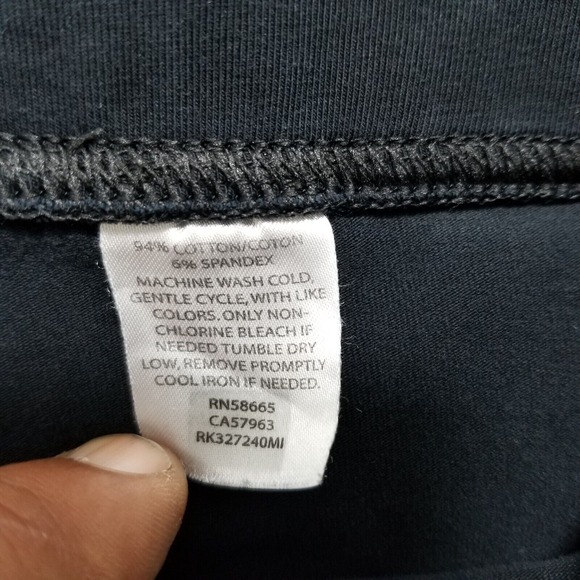 94% COTTON/COTON
6% SPANDEX
MACHINE WASH COLD,
GENTLE CYCLE, WITH LIKE
COLORS. ONLY NON-
CHLORINE BLEACH IF
NEEDED TUMBLE DRY
LOW, REMOVE PROMPTLY
COOL IRON IF NEEDED.
RN58665
CA57963
RK327240MI